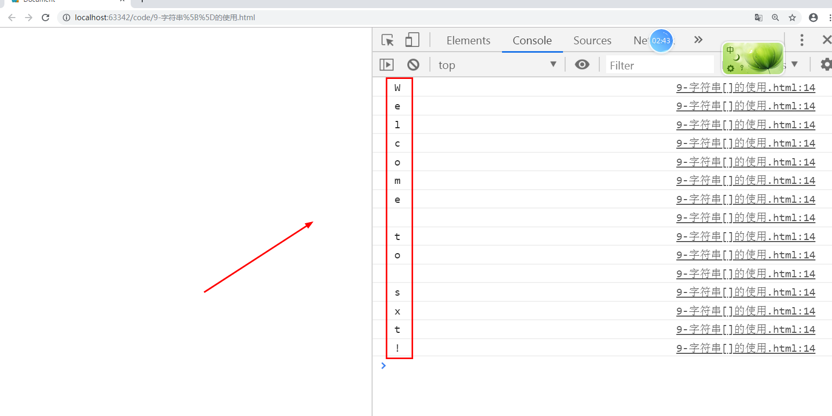 Document
localhost:63342/code/9-字符串%5B%5D的使用.html
Elements Console Sources Ne 02:43 »
top Filter 中
W 9-字符串[]的使用.html:14
e 9-字符串[]的使用.html:14
l 9-字符串[]的使用.html:14
c 9-字符串[]的使用.html:14
o 9-字符串[]的使用.html:14
m 9-字符串[]的使用.html:14
e 9-字符串[]的使用.html:14
9-字符串[]的使用.html:14
t 9-字符串[]的使用.html:14
o 9-字符串[]的使用.html:14
9-字符串[]的使用.html:14
s 9-字符串[]的使用.html:14
x 9-字符串[]的使用.html:14
t 9-字符串[]的使用.html:14
! 9-字符串[]的使用.html:14